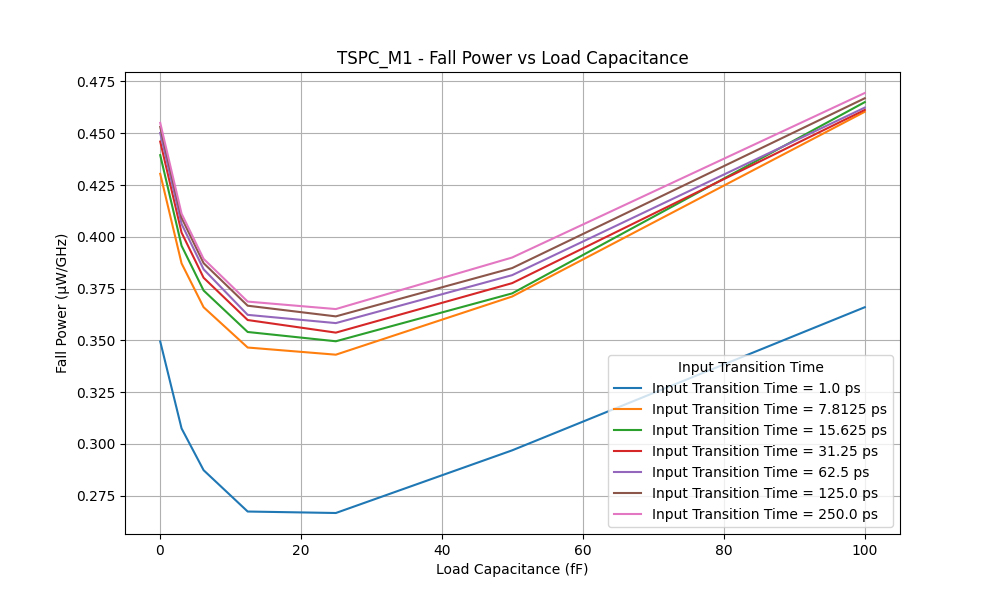 TSPC_M1 - Fall Power vs Load Capacitance
Fall Power (μW/GHz)
0.475
0.450
0.425
0.400
0.375
0.350
0.325
0.300
0.275
Input Transition Time
Input Transition Time = 1.0 ps
Input Transition Time = 7.8125 ps
Input Transition Time = 15.625 ps
Input Transition Time = 31.25 ps
Input Transition Time = 62.5 ps
Input Transition Time = 125.0 ps
Input Transition Time = 250.0 ps
0 20 40 60 80 100
Load Capacitance (fF)